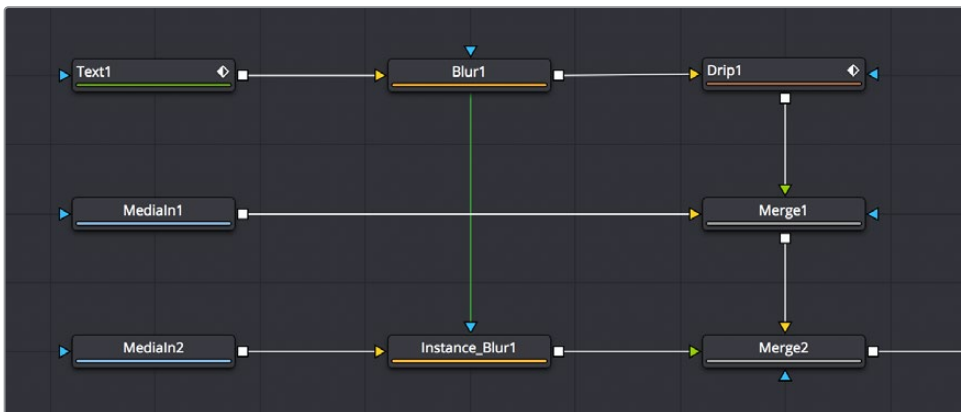 Text1
Blur1
Drip1
MediaIn1
Merge1
MediaIn2
Instance_Blur1
Merge2